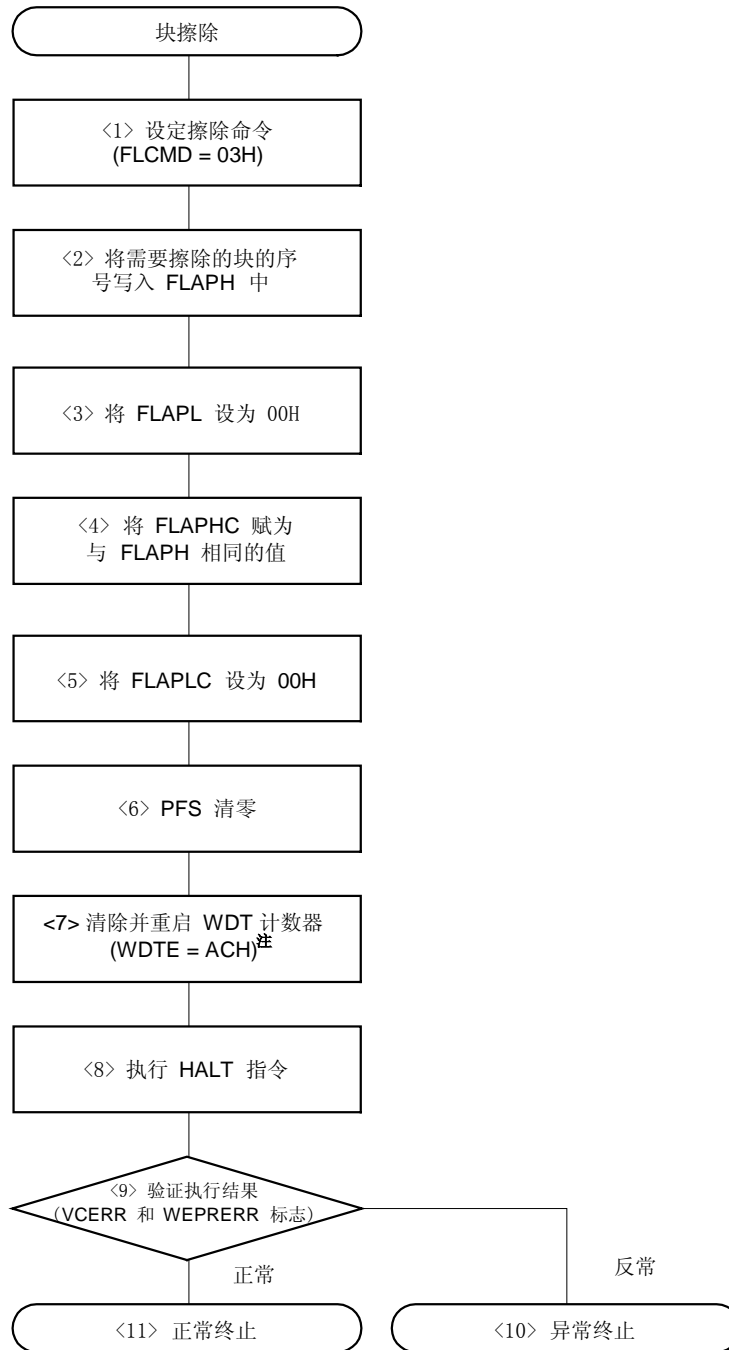 块擦除
<1> 设定擦除命令
(FLCMD = 03H)
<2> 将需要擦除的块的序
号写入 FLAPH 中
<3> 将 FLAPL 设为 00H
<4> 将 FLAPHC 赋为
与 FLAPH 相同的值
<5> 将 FLAPLC 设为 00H
<6> PFS 清零
<7> 清除并重启 WDT 计数器
(WDTE = ACH)注
<8> 执行 HALT 指令
<9> 验证执行结果
(VCERR 和 WEPRERR 标志)
正常
反常
<11> 正常终止
<10> 异常终止